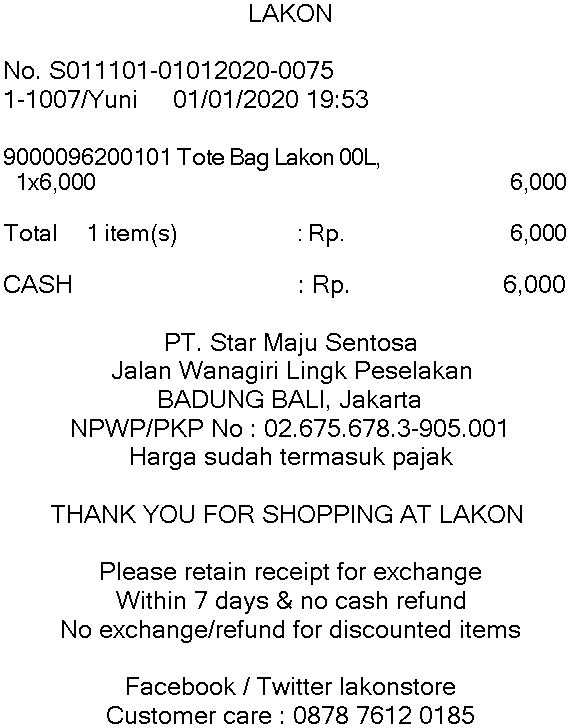 LAKON
No. S011101-01012020-0075
1-1007/Yuni 01/01/2020 19:53
9000096200101 Tote Bag Lakon 00L,
1x6,000 6,000
Total 1 item(s) : Rp. 6,000
CASH : Rp. 6,000
PT. Star Maju Sentosa
Jalan Wanagiri Lingk Peselakan
BADUNG BALI, Jakarta
NPWP/PKP No : 02.675.678.3-905.001
Harga sudah termasuk pajak
THANK YOU FOR SHOPPING AT LAKON
Please retain receipt for exchange
Within 7 days & no cash refund
No exchange/refund for discounted items
Facebook / Twitter lakonstore
Customer care : 0878 7612 0185